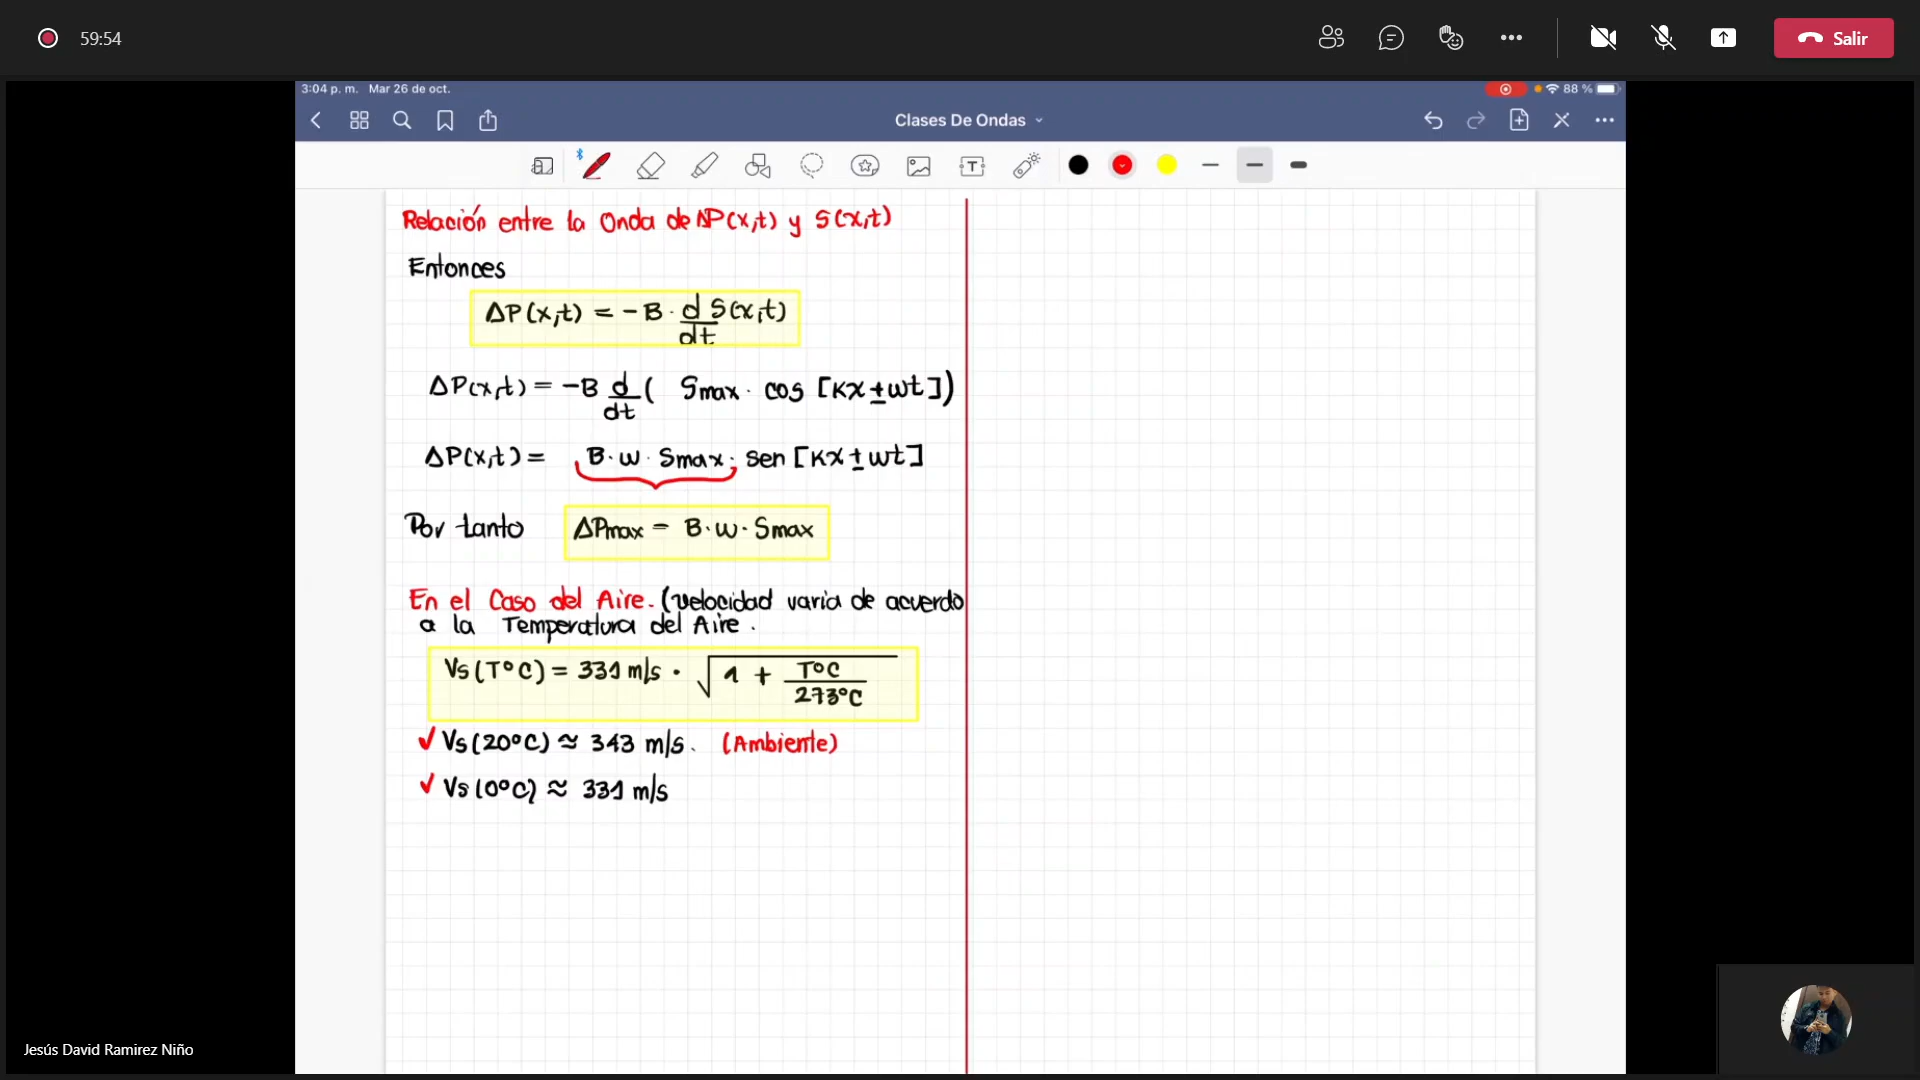 59:54
Salir
3:04 p. m. Mar 26 de oct.
88 %
Clases De Ondas
Relación entre la Onda de ΔP(x,t) y S(x,t)
Entonces
ΔP(x,t) = -B · d/dt S(x,t)
ΔP(x,t) = -B d/dt ( Smax · cos [Kx ± wt])
ΔP(x,t) = B·w·Smax · sen [Kx ± wt]
Por tanto ΔPmax = B·w·Smax
En el Caso del Aire. (velocidad varia de acuerdo
a la Temperatura del Aire.
Vs(T°C) = 331 m/s · √(1 + T°C/273°C)
✓ Vs(20°C) ≈ 343 m/s. (Ambiente)
✓ Vs(0°C) ≈ 331 m/s
Jesús David Ramirez Niño